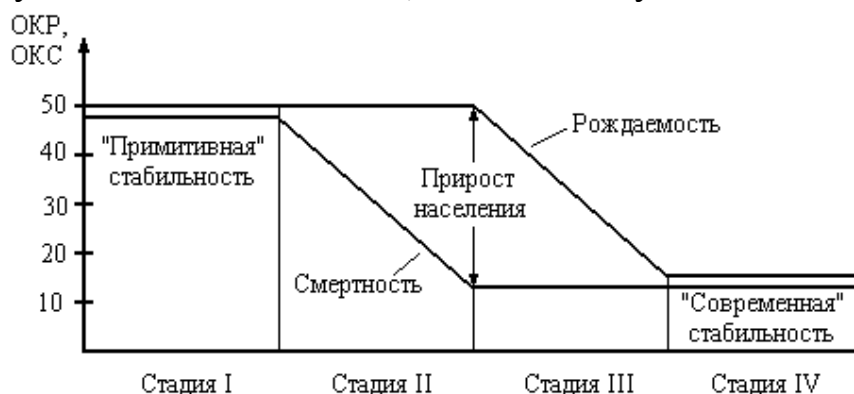 ОКР,
ОКС
50
40
30
20
10
"Примитивная"
стабильность
Прирост
населения
Рождаемость
Смертность
"Современная"
стабильность
Стадия I
Стадия II
Стадия III
Стадия IV